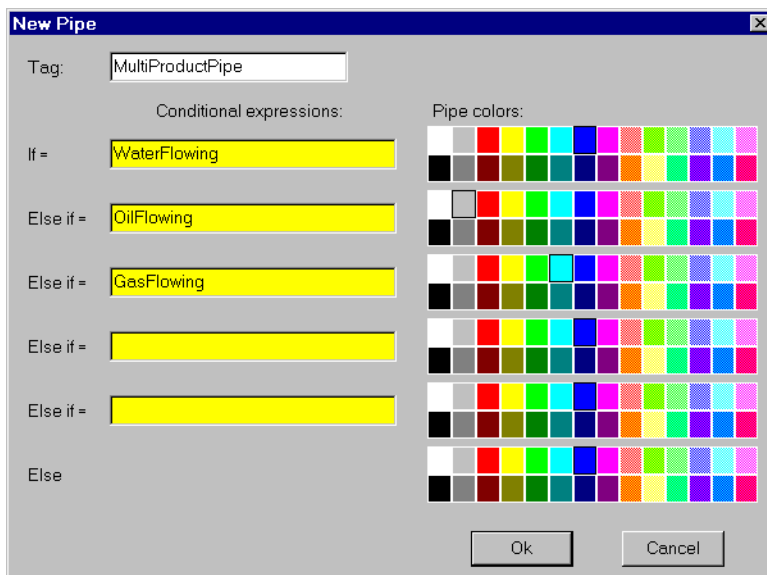 New Pipe
Tag: MultiProductPipe
Conditional expressions: Pipe colors:
If = WaterFlowing
Else if = OilFlowing
Else if = GasFlowing
Else if =
Else if =
Else
Ok Cancel